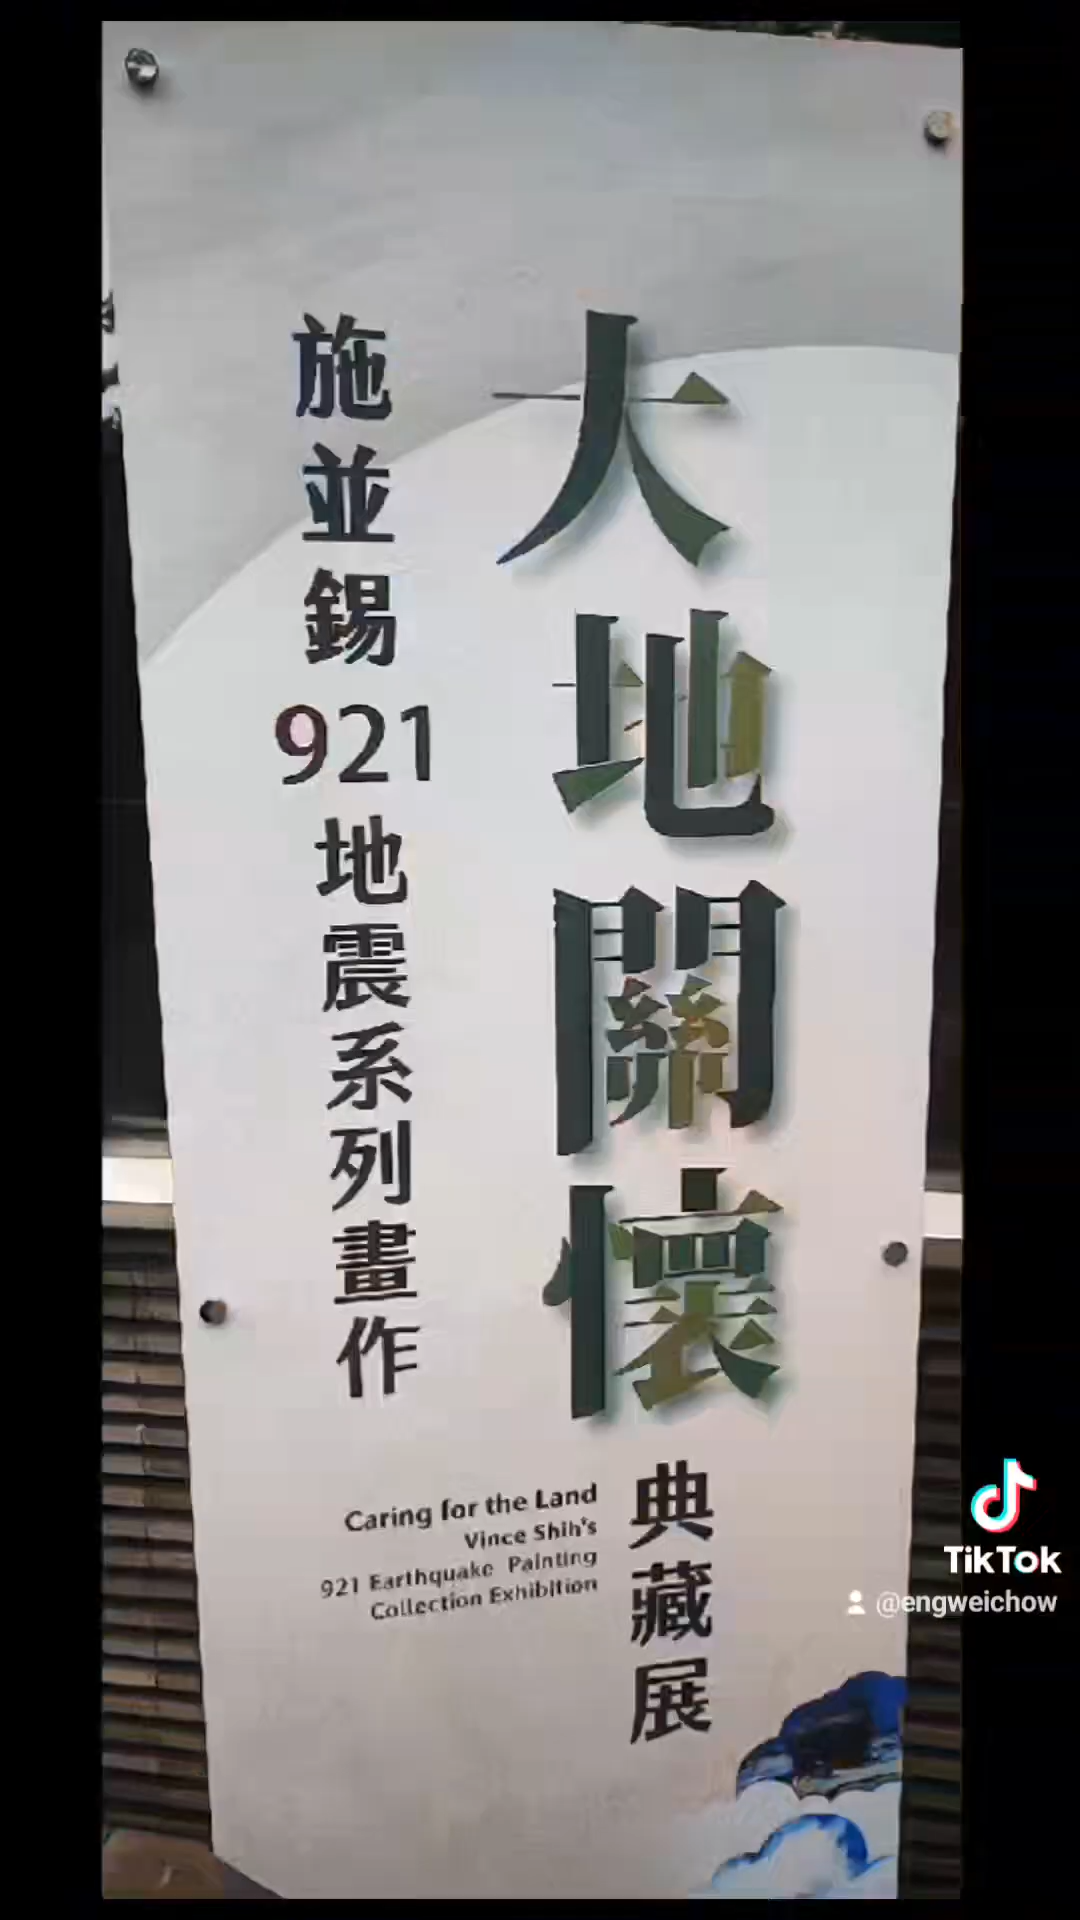 大地關懷
典藏展
施並錫
921
地震系列畫作
Caring for the Land
Vince Shih's
921 Earthquake Painting
Collection Exhibition
TikTok
@engweichow